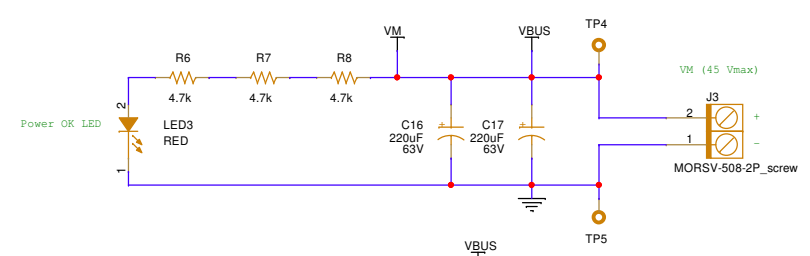 TP4
VM
VBUS
R6
R7
R8
VM (45 Vmax)
4.7k
4.7k
4.7k
J3
2
2
+
Power OK LED
LED3
RED
C16
220uF
63V
+
C17
220uF
63V
+
1
-
1
MORSV-508-2P_screw
TP5
VBUS